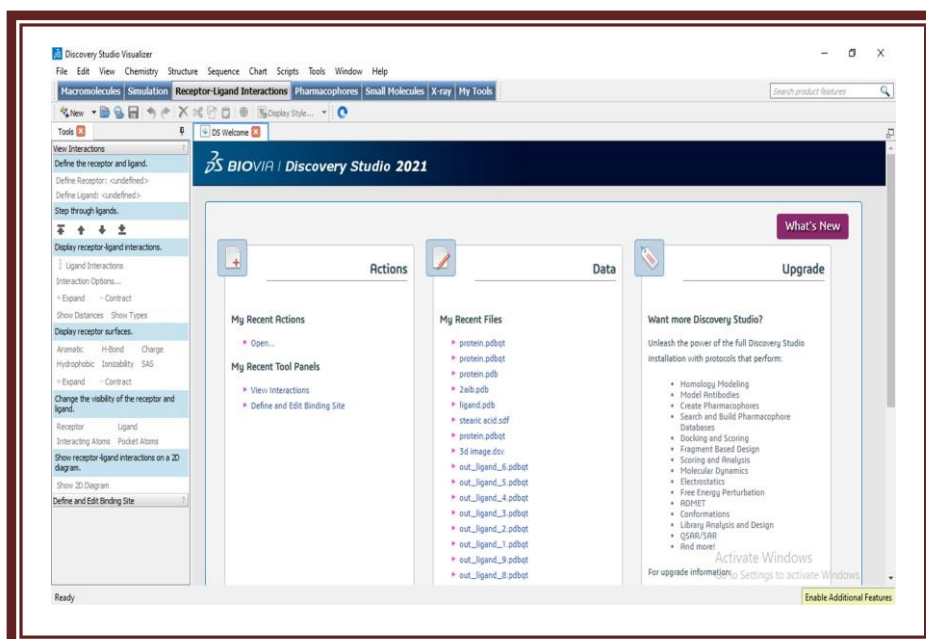 Discovery Studio Visualizer
File Edit View Chemistry Structure Sequence Chart Scripts Tools Window Help
Macromolecules Simulation Receptor-Ligand Interactions Pharmacophores Small Molecules X-ray My Tools
Search product features
New Display Style...
Tools
DS Welcome
View Interactions
Define the receptor and ligand.
Define Receptor: <undefined>
Define Ligand: <undefined>
Step through ligands.
Display receptor-ligand interactions.
Ligand Interactions
Interaction Options...
+Expand - Contract
Show Distances Show Types
Display receptor surfaces.
Aromatic H-Bond Charge
Hydrophobic Ionizability SAS
+Expand - Contract
Change the visibility of the receptor and
ligand.
Receptor Ligand
Interacting Atoms Pocket Atoms
Show receptor-ligand interactions on a 2D
diagram.
Show 2D Diagram
Define and Edit Binding Site
BIOVIA | Discovery Studio 2021
What's New
Actions
My Recent Actions
Open...
My Recent Tool Panels
View Interactions
Define and Edit Binding Site
Data
My Recent Files
protein.pdbqt
protein.pdbqt
protein.pdb
2aib.pdb
ligand.pdb
stearic acid.sdf
protein.pdbqt
3d image.dsv
out_ligand_6.pdbqt
out_ligand_5.pdbqt
out_ligand_4.pdbqt
out_ligand_3.pdbqt
out_ligand_2.pdbqt
out_ligand_1.pdbqt
out_ligand_9.pdbqt
out_ligand_8.pdbqt
Upgrade
Want more Discovery Studio?
Unleash the power of the full Discovery Studio
installation with protocols that perform:
Homology Modeling
Model Antibodies
Create Pharmacophores
Search and Build Pharmacophore
Databases
Docking and Scoring
Fragment Based Design
Scoring and Analysis
Molecular Dynamics
Electrostatics
Free Energy Perturbation
ADMET
Conformations
Library Analysis and Design
QSAR/SAR
And more!
For upgrade information:
Activate Windows
Go to Settings to activate Windows.
Ready
Enable Additional Features